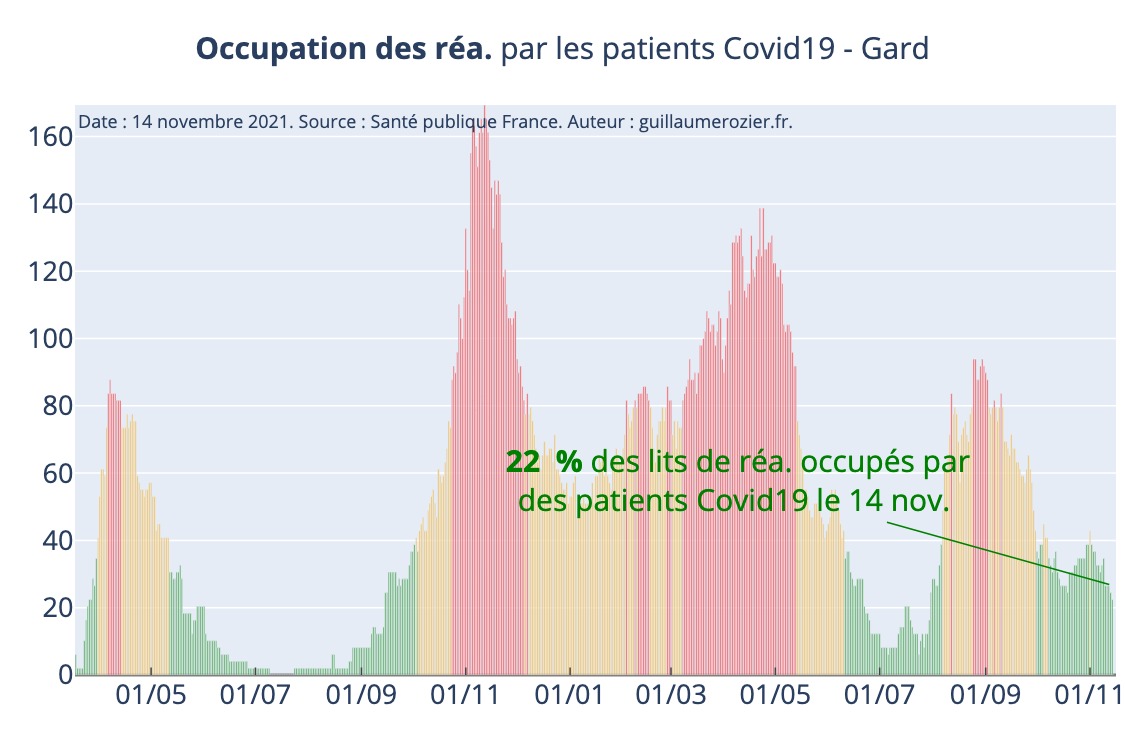 Occupation des réa. par les patients Covid19 - Gard
Date : 14 novembre 2021. Source : Santé publique France. Auteur : guillaumerozier.fr.
160
140
120
100
80
60
40
20
0
22  % des lits de réa. occupés par
des patients Covid19 le 14 nov.
01/05 01/07 01/09 01/11 01/01 01/03 01/05 01/07 01/09 01/11